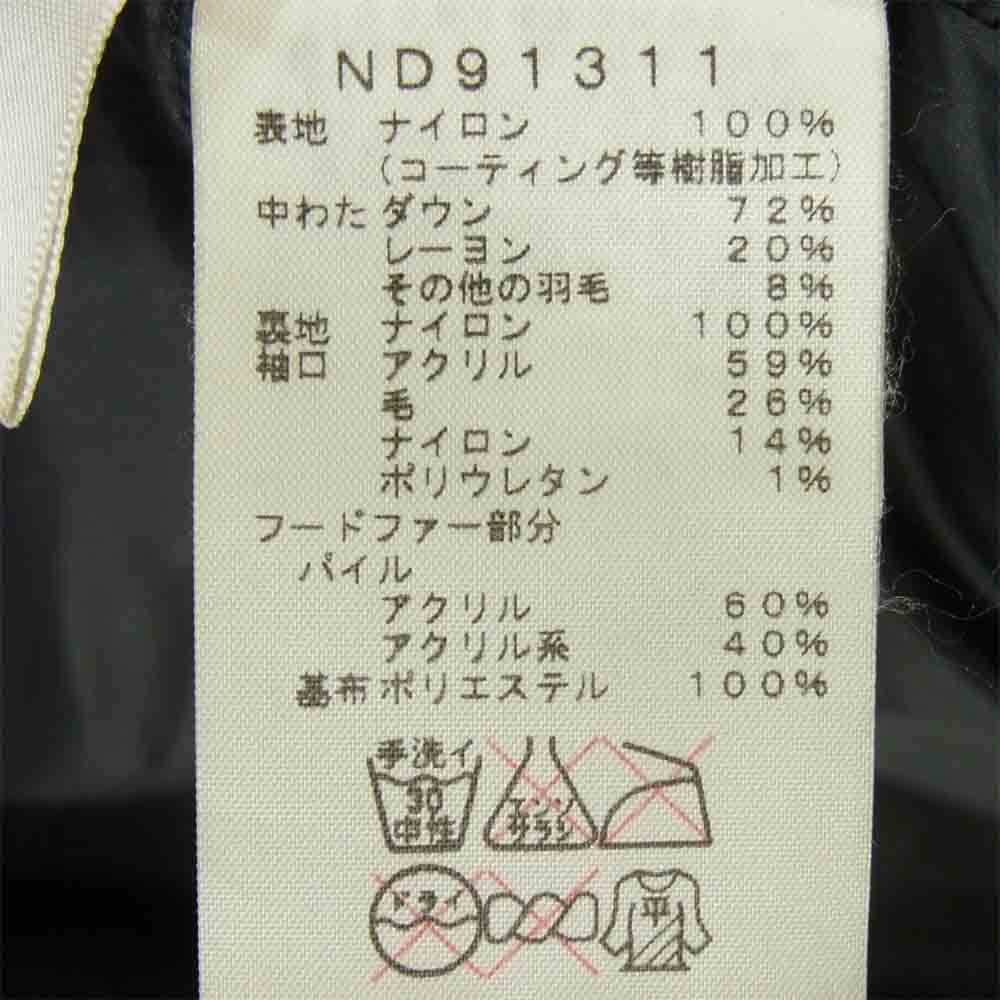 ND91311
表地 ナイロン 100%
(コーティング等樹脂加工)
中わた ダウン 72%
レーヨン 20%
その他の羽毛 8%
裏地 ナイロン 100%
袖口 アクリル 59%
毛 26%
ナイロン 14%
ポリウレタン 1%
フードファー部分
パイル
アクリル 60%
アクリル系 40%
基布 ポリエステル 100%
手洗イ
30
中性
エンソ
サラシ
ドライ
平